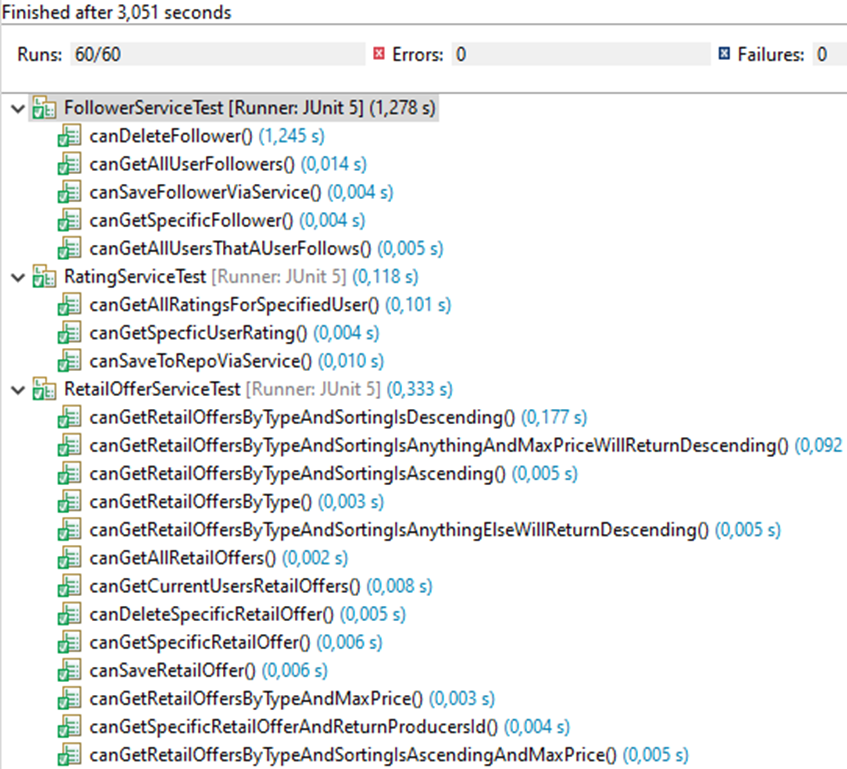 Finished after 3,051 seconds
Runs: 60/60 Errors: 0 Failures: 0
FollowerServiceTest [Runner: JUnit 5] (1,278 s)
canDeleteFollower() (1,245 s)
canGetAllUserFollowers() (0,014 s)
canSaveFollowerViaService() (0,004 s)
canGetSpecificFollower() (0,004 s)
canGetAllUsersThatAUserFollows() (0,005 s)
RatingServiceTest [Runner: JUnit 5] (0,118 s)
canGetAllRatingsForSpecifiedUser() (0,101 s)
canGetSpecficUserRating() (0,004 s)
canSaveToRepoViaService() (0,010 s)
RetailOfferServiceTest [Runner: JUnit 5] (0,333 s)
canGetRetailOffersByTypeAndSortingIsDescending() (0,177 s)
canGetRetailOffersByTypeAndSortingIsAnythingAndMaxPriceWillReturnDescending() (0,092
canGetRetailOffersByTypeAndSortingIsAscending() (0,005 s)
canGetRetailOffersByType() (0,003 s)
canGetRetailOffersByTypeAndSortingIsAnythingElseWillReturnDescending() (0,005 s)
canGetAllRetailOffers() (0,002 s)
canGetCurrentUsersRetailOffers() (0,008 s)
canDeleteSpecificRetailOffer() (0,005 s)
canGetSpecificRetailOffer() (0,006 s)
canSaveRetailOffer() (0,006 s)
canGetRetailOffersByTypeAndMaxPrice() (0,003 s)
canGetSpecificRetailOfferAndReturnProducersId() (0,004 s)
canGetRetailOffersByTypeAndSortingIsAscendingAndMaxPrice() (0,005 s)